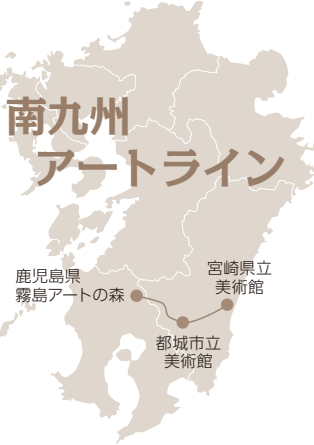 南九州
アートライン
宮崎県立
美術館
鹿児島県
霧島アートの森
都城市立
美術館